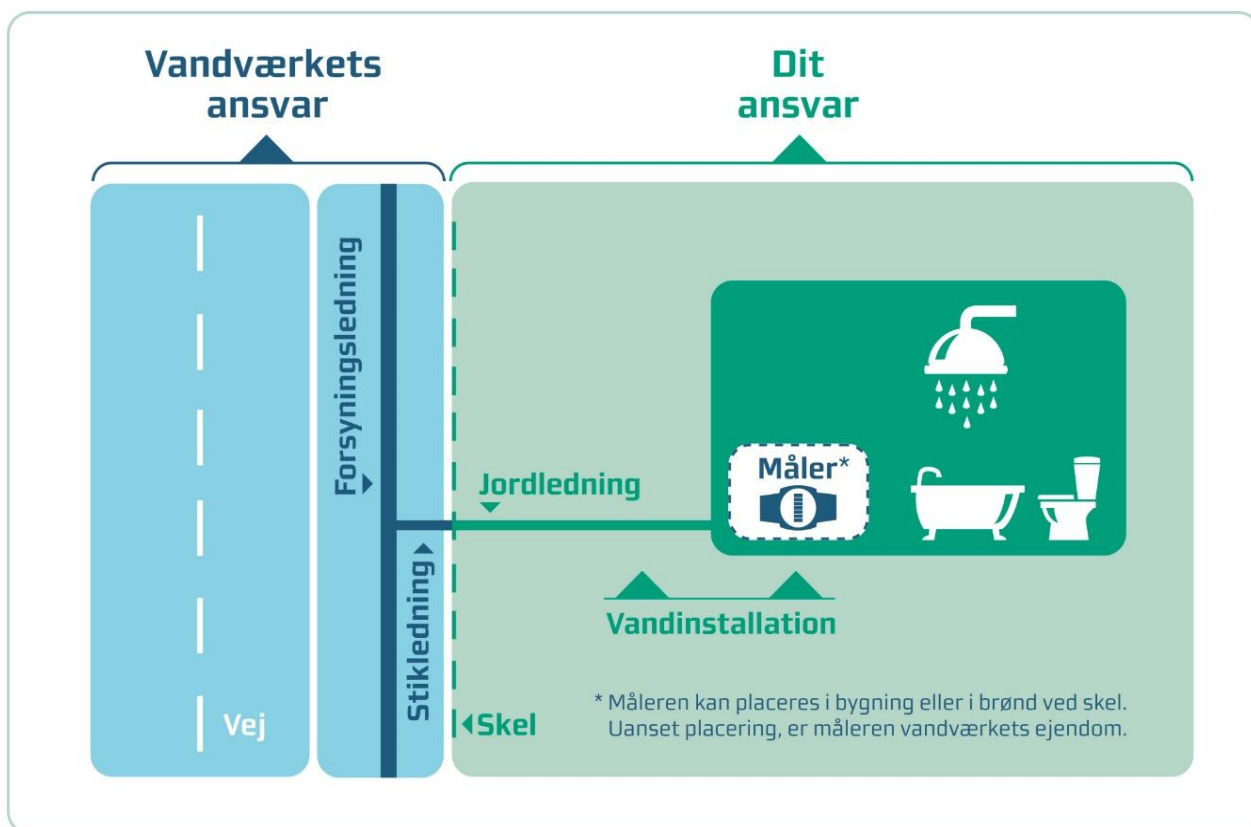 Vandværkets
ansvar
Dit
ansvar
Forsyningsledning
Måler*
Jordledning
Stikledning
Vandinstallation
* Måleren kan placeres i bygning eller i brønd ved skel.
Uanset placering, er måleren vandværkets ejendom.
Vej
Skel